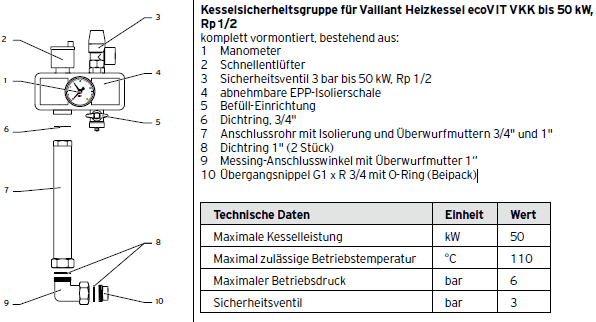 3
2
1
4
5
6
7
8
9
10
Kesselsicherheitsgruppe für Vaillant Heizkessel ecoVIT VKK bis 50 kW,
Rp 1/2
komplett vormontiert, bestehend aus:
1 Manometer
2 Schnellentlüfter
3 Sicherheitsventil 3 bar bis 50 kW, Rp 1/2
4 abnehmbare EPP-Isolierschale
5 Befüll-Einrichtung
6 Dichtring, 3/4"
7 Anschlussrohr mit Isolierung und Überwurfmuttern 3/4" und 1"
8 Dichtring 1" (2 Stück)
9 Messing-Anschlusswinkel mit Überwurfmutter 1"
10 Übergangsnippel G1 x R 3/4 mit O-Ring (Beipack)
Technische Daten Einheit Wert
Maximale Kesselleistung kW 50
Maximal zulässige Betriebstemperatur °C 110
Maximaler Betriebsdruck bar 6
Sicherheitsventil bar 3